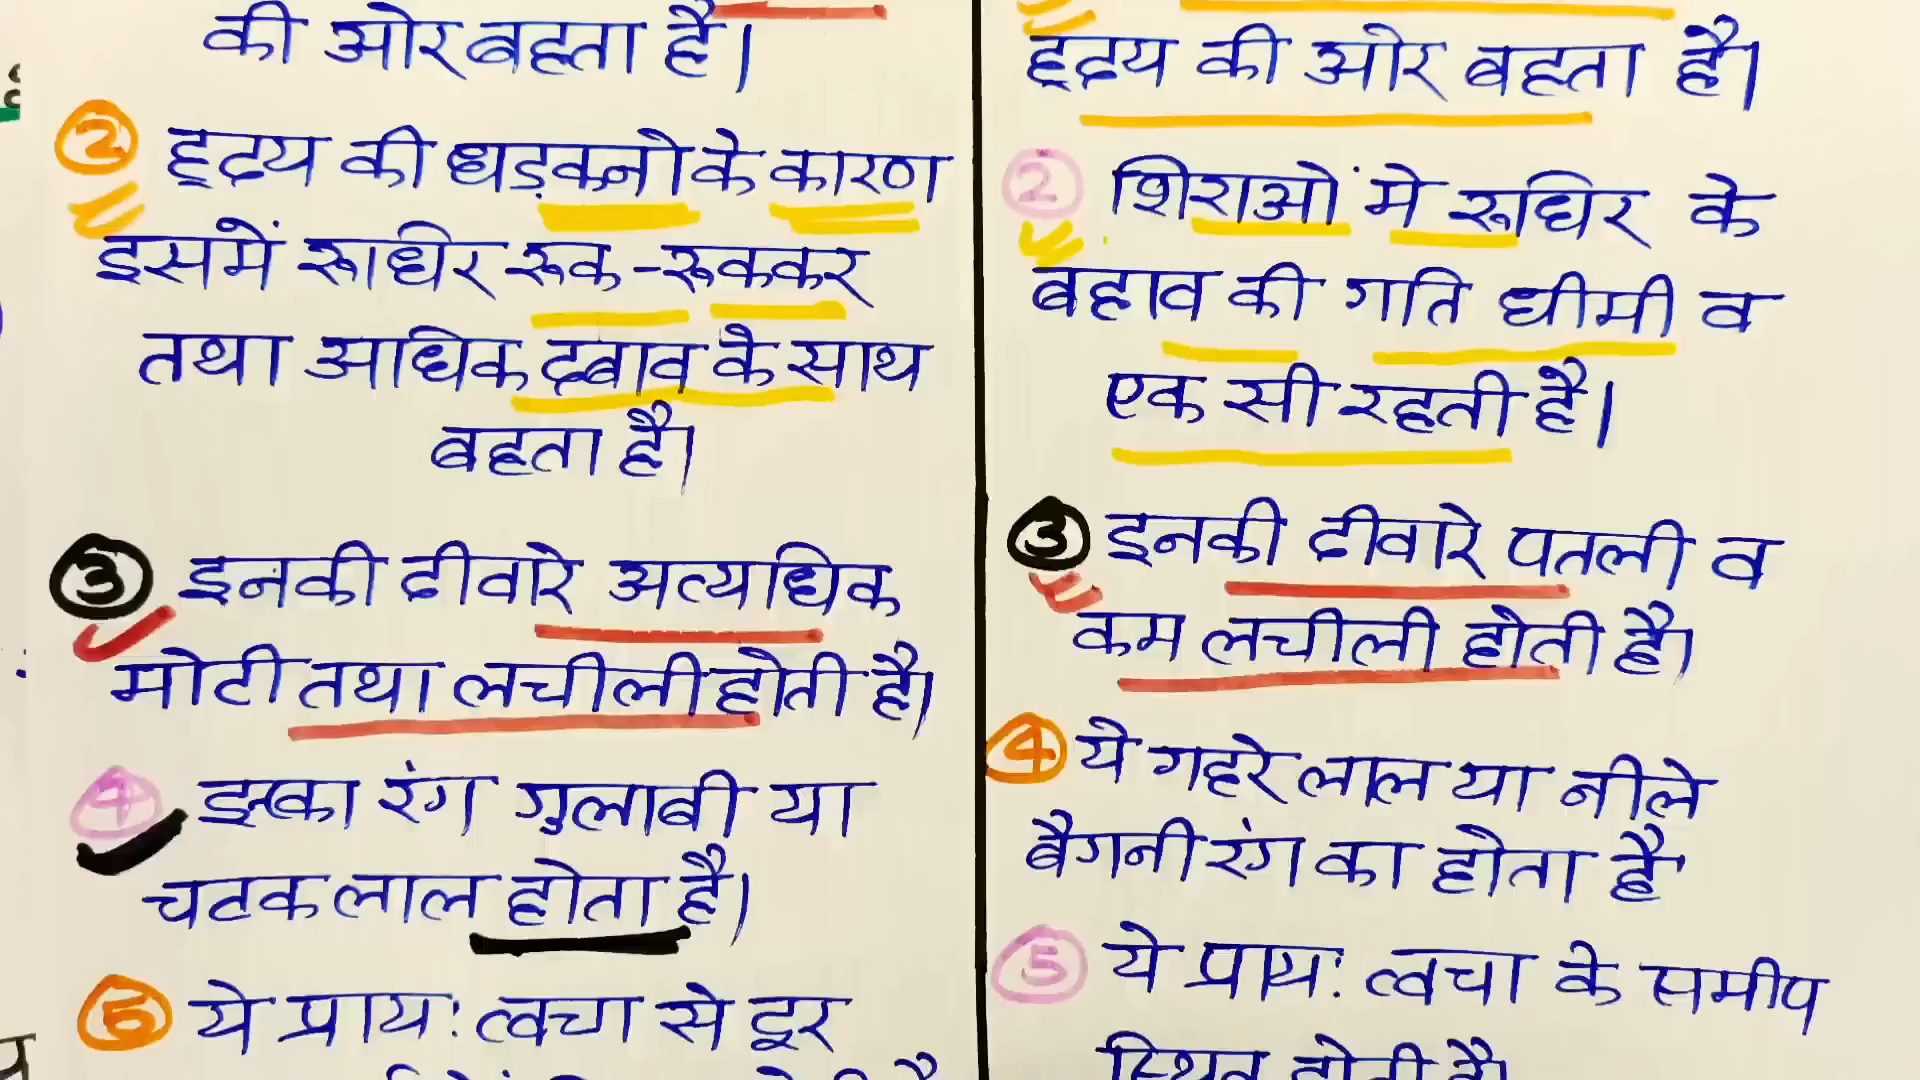 की ओर बहता है।
② हृदय की धड़कनो के कारण
इसमें रूधिर रूक-रूककर
तथा अधिक दबाव के साथ
बहता है।
③ इनकी दीवारे अत्यधिक
मोटी तथा लचीली होती है।
④ इसका रंग गुलाबी या
चटक लाल होता है।
⑤ ये प्राय: त्वचा से दूर
हृदय की ओर बहता है।
② शिराओं मे रूधिर के
बहाव की गति धीमी व
एक सी रहती है।
③ इनकी दीवारे पतली व
कम लचीली होती है।
④ ये गहरे लाल या नीले
बैगनी रंग का होता है
⑤ ये प्राय: त्वचा के समीप
स्थित होती है।